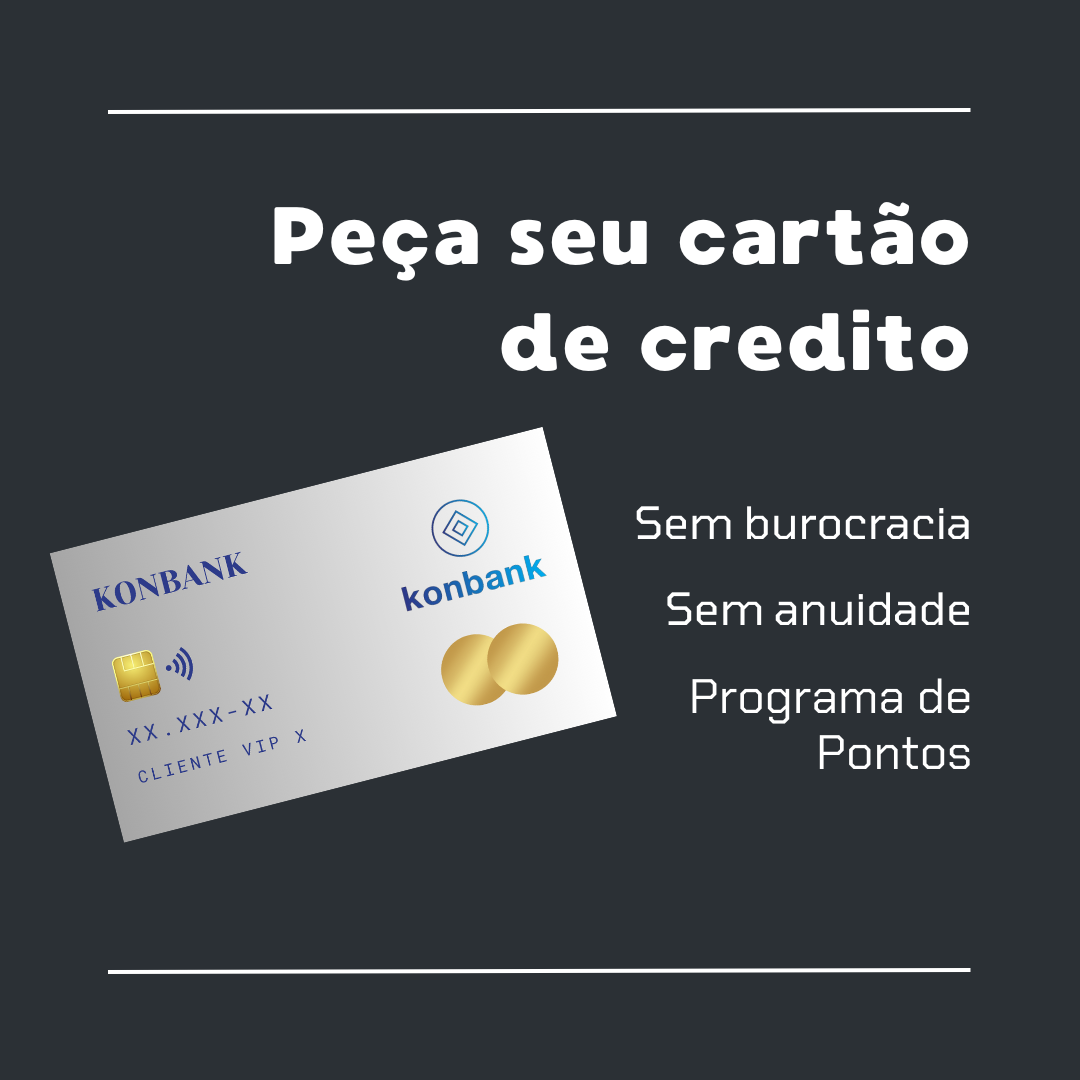 Peça seu cartão
de credito
KONBANK
konbank
XX.XXX-XX
CLIENTE VIP X
Sem burocracia
Sem anuidade
Programa de
Pontos